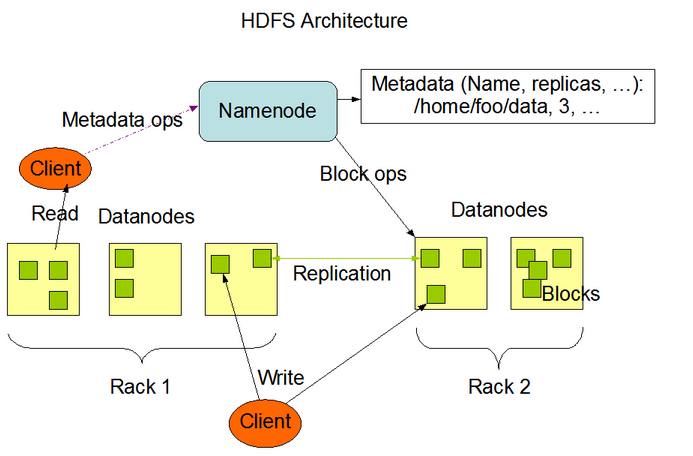 HDFS Architecture
Metadata (Name, replicas, ...):
/home/foo/data, 3, ...
Namenode
Metadata ops
Client
Block ops
Read
Datanodes
Datanodes
Replication
Blocks
Rack 1
Write
Rack 2
Client